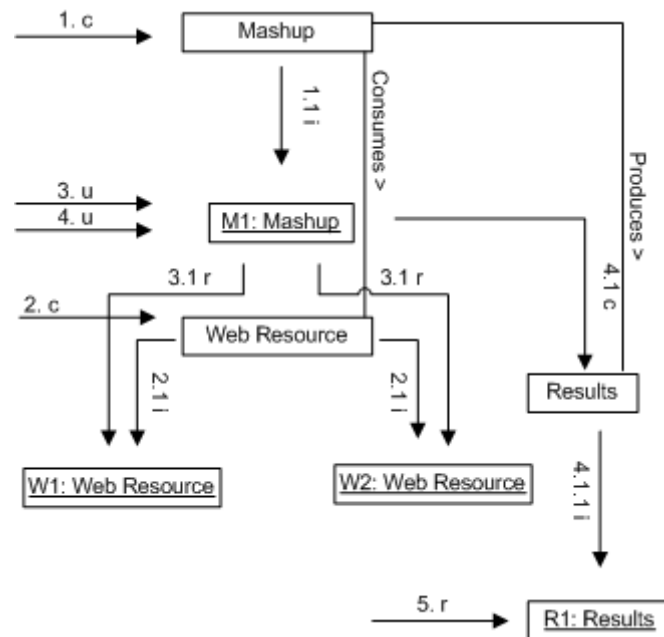 1. c
Mashup
1.1 i
Consumes >
Produces >
3. u
4. u
M1: Mashup
3.1 r
3.1 r
4.1 c
2. c
Web Resource
2.1 i
2.1 i
Results
W1: Web Resource
W2: Web Resource
4.1.1 i
5. r
R1: Results